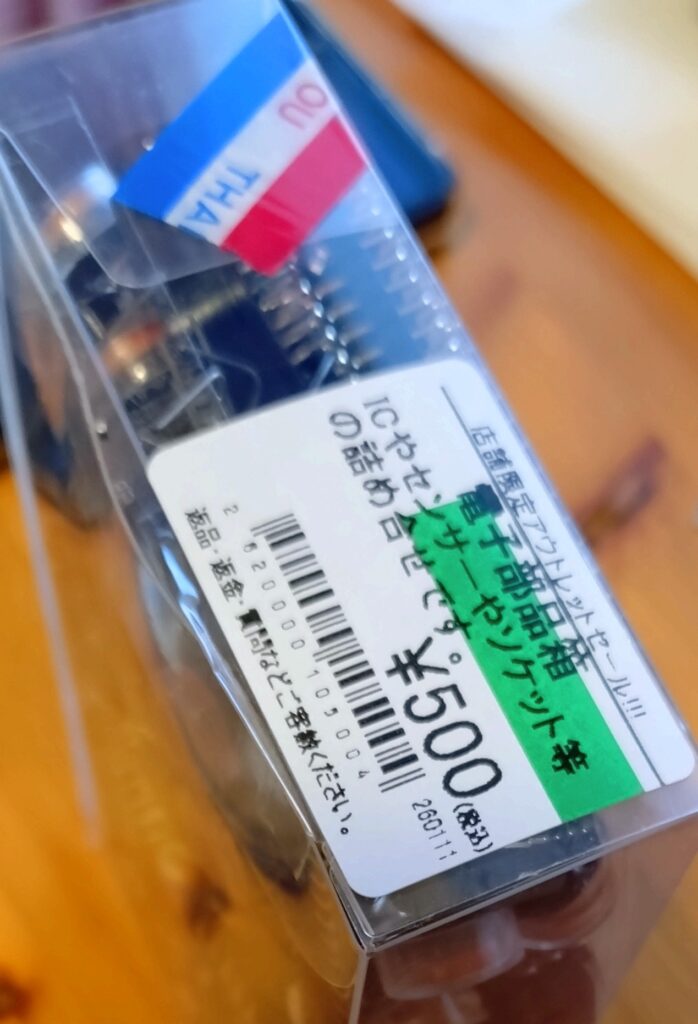 THA
OU
店舗限定アウトレットセール!!!
電子部品箱
ICやセンサーやソケット等
の詰め合せです。
¥500
(税込)
2 620000 105004
260111
返品・返金・質問などご容赦ください。